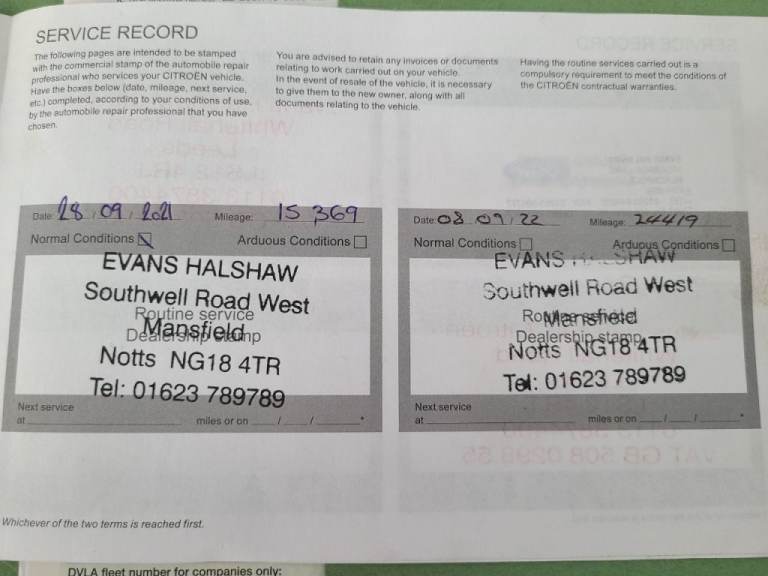 SERVICE RECORD
The following pages are intended to be stamped
with the commercial stamp of the automobile repair
professional who services your CITROËN vehicle.
Have the boxes below (date, mileage, next service,
etc.) completed, according to your conditions of use,
by the automobile repair professional that you have
chosen.
You are advised to retain any invoices or documents
relating to work carried out on your vehicle.
In the event of resale of the vehicle, it is necessary
to give them to the new owner, along with all
documents relating to the vehicle.
Having the routine services carried out is a
compulsory requirement to meet the conditions of
the CITROËN contractual warranties.
Date: 28/09/2021 Mileage: 15 369
Normal Conditions Arduous Conditions
EVANS HALSHAW
Southwell Road West
Routine service
Mansfield
Dealership stamp
Notts NG18 4TR
Tel: 01623 789789
Next service
at miles or on / / *
Date: 08/09/22 Mileage: 24419
Normal Conditions Arduous Conditions
EVANS HALSHAW
Southwell Road West
Routine service
Mansfield
Dealership stamp
Notts NG18 4TR
Tel: 01623 789789
Next service
at miles or on / / *
Whichever of the two terms is reached first.
DVLA fleet number for companies only: